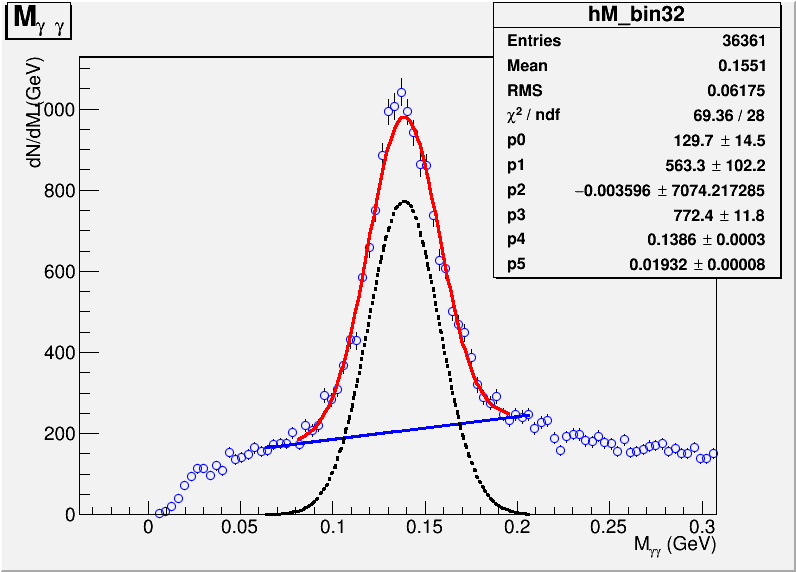 M γ γ
hM_bin32
Entries 36361
Mean 0.1551
RMS 0.06175
χ² / ndf 69.36 / 28
p0 129.7 ± 14.5
p1 563.3 ± 102.2
p2 −0.003596 ± 7074.217285
p3 772.4 ± 11.8
p4 0.1386 ± 0.0003
p5 0.01932 ± 0.00008
dN/dM (GeV)
1000
800
600
400
200
0
0 0.05 0.1 0.15 0.2 0.25 0.3
Mγγ (GeV)